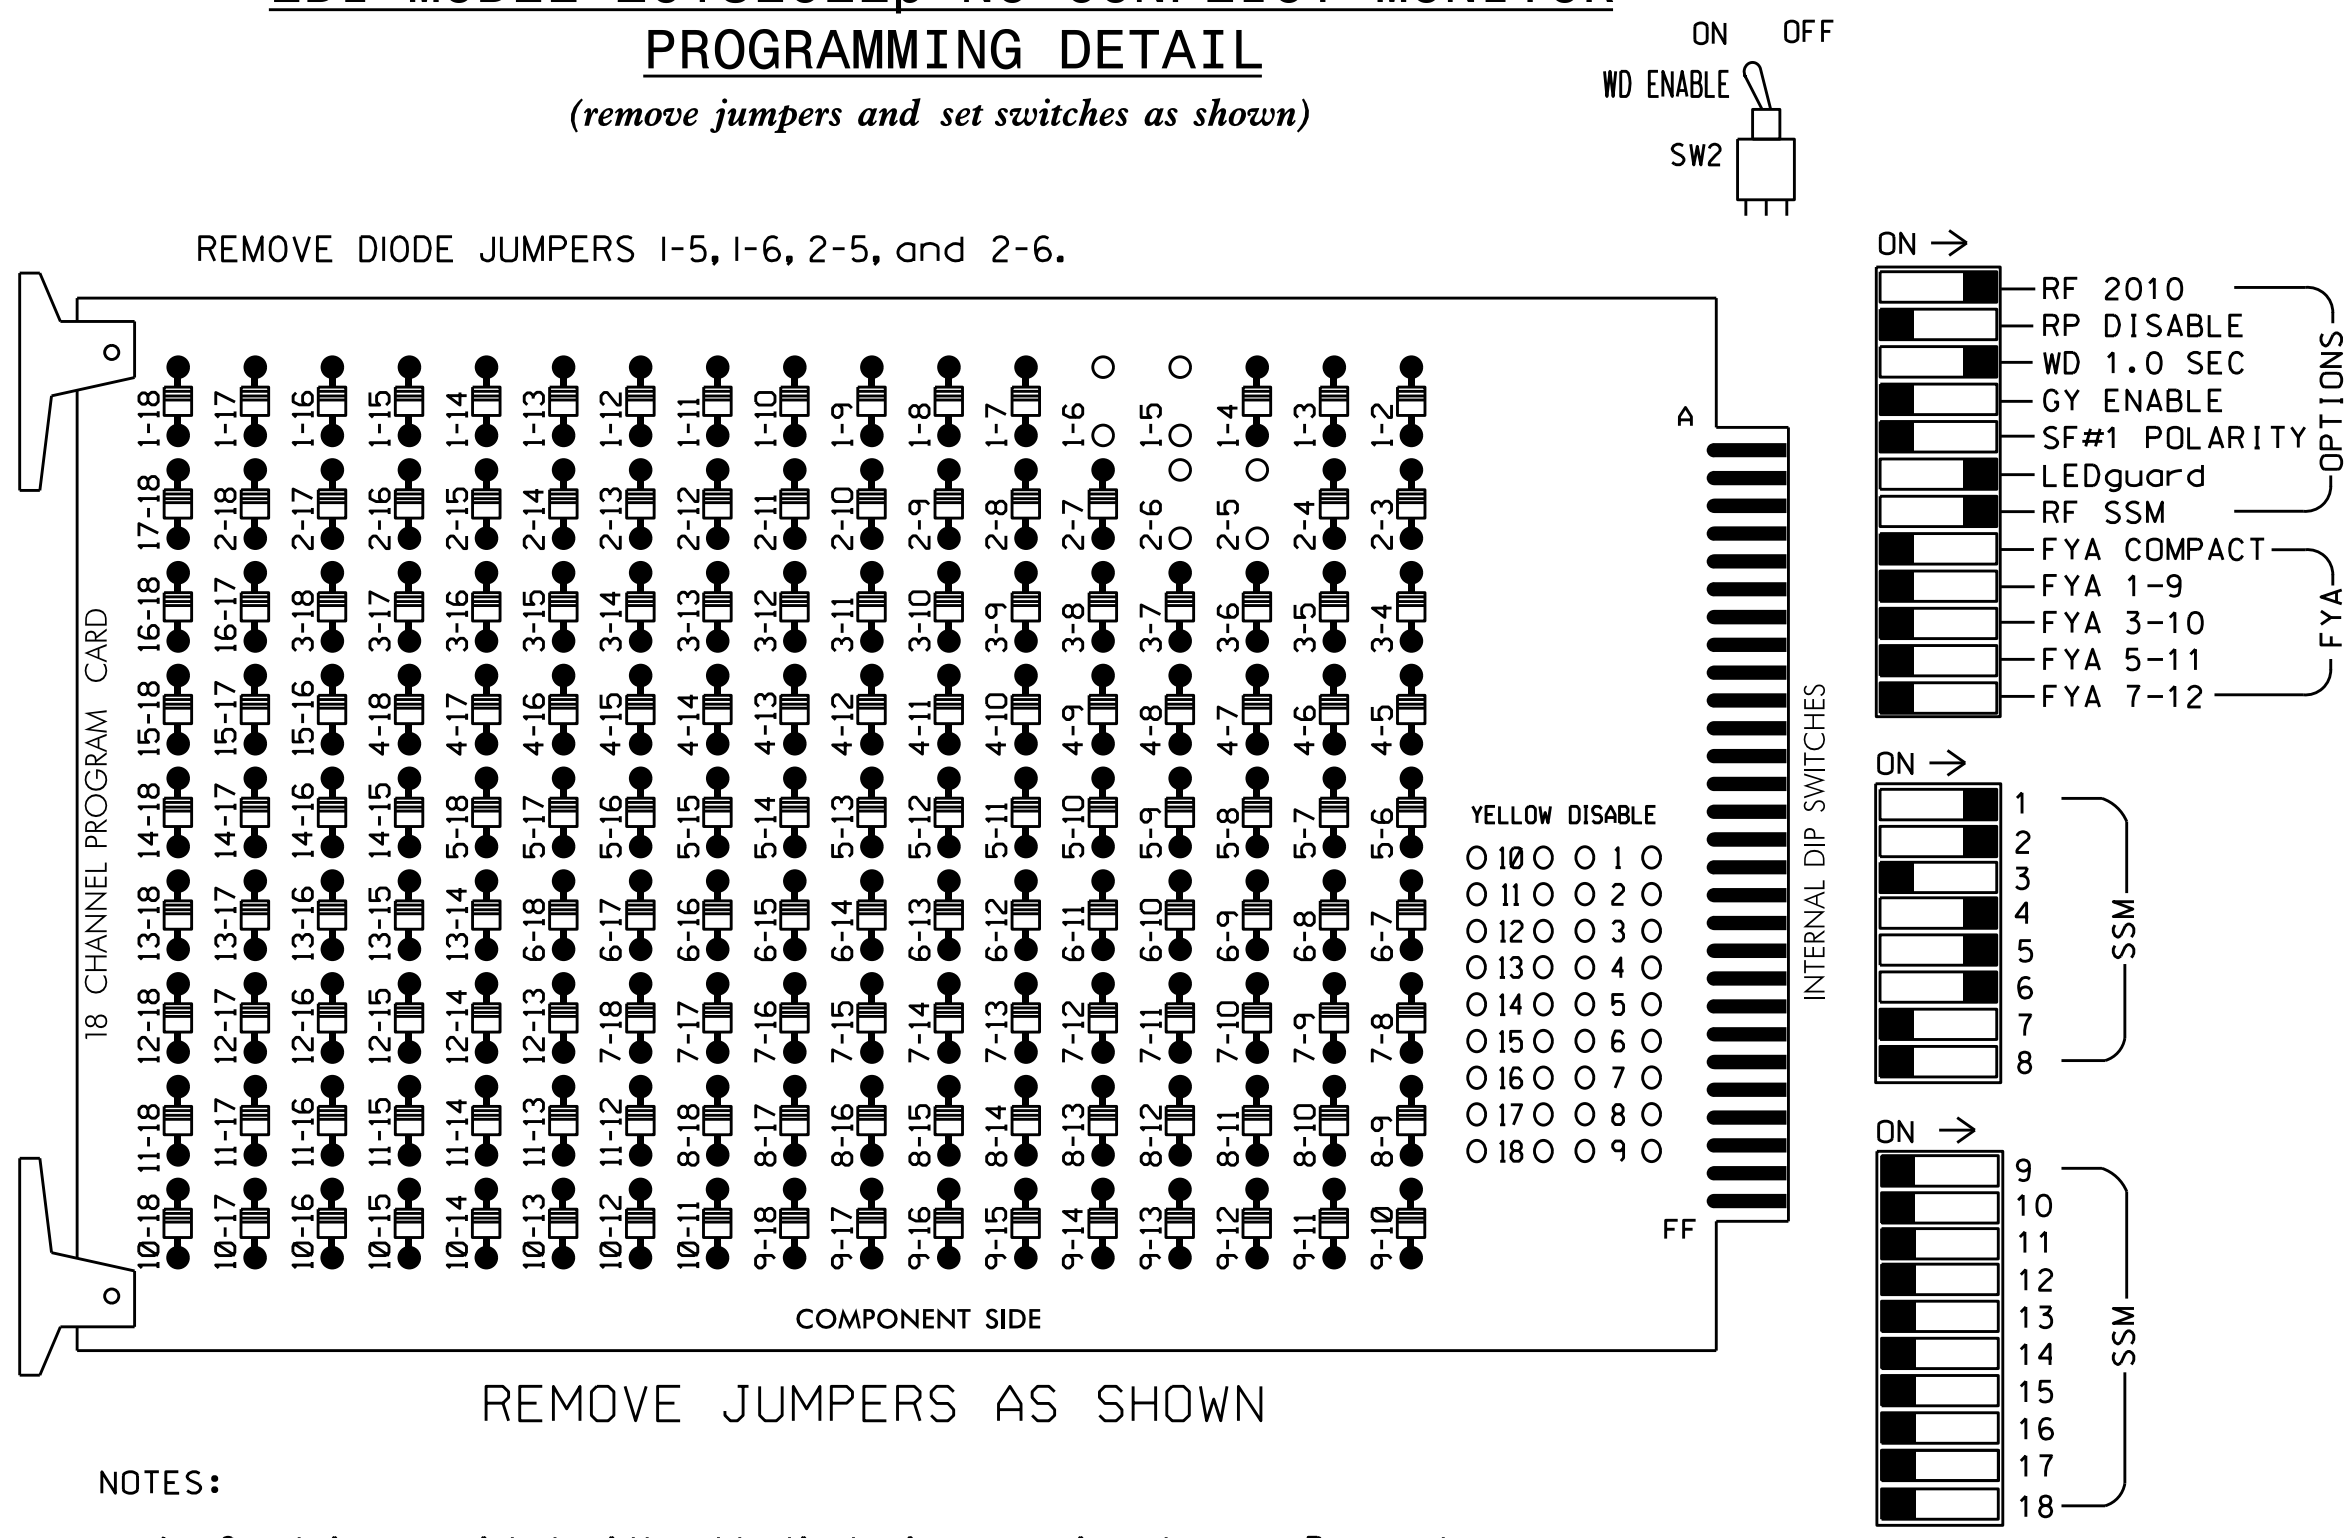 PROGRAMMING DETAIL
(remove jumpers and set switches as shown)
ON OFF
WD ENABLE
SW2
REMOVE DIODE JUMPERS 1-5, 1-6, 2-5, and 2-6.
18 CHANNEL PROGRAM CARD
1-18 1-17 1-16 1-15 1-14 1-13 1-12 1-11 1-10 1-9 1-8 1-7 1-6 1-5 1-4 1-3 1-2
17-18 2-18 2-17 2-16 2-15 2-14 2-13 2-12 2-11 2-10 2-9 2-8 2-7 2-6 2-5 2-4 2-3
16-18 16-17 3-18 3-17 3-16 3-15 3-14 3-13 3-12 3-11 3-10 3-9 3-8 3-7 3-6 3-5 3-4
15-18 15-17 15-16 4-18 4-17 4-16 4-15 4-14 4-13 4-12 4-11 4-10 4-9 4-8 4-7 4-6 4-5
14-18 14-17 14-16 14-15 5-18 5-17 5-16 5-15 5-14 5-13 5-12 5-11 5-10 5-9 5-8 5-7 5-6
13-18 13-17 13-16 13-15 13-14 6-18 6-17 6-16 6-15 6-14 6-13 6-12 6-11 6-10 6-9 6-8 6-7
12-18 12-17 12-16 12-15 12-14 12-13 7-18 7-17 7-16 7-15 7-14 7-13 7-12 7-11 7-10 7-9 7-8
11-18 11-17 11-16 11-15 11-14 11-13 11-12 8-18 8-17 8-16 8-15 8-14 8-13 8-12 8-11 8-10 8-9
10-18 10-17 10-16 10-15 10-14 10-13 10-12 10-11 9-18 9-17 9-16 9-15 9-14 9-13 9-12 9-11 9-10
COMPONENT SIDE
YELLOW DISABLE
10 1
11 2
12 3
13 4
14 5
15 6
16 7
17 8
18 9
A
FF
INTERNAL DIP SWITCHES
ON
RF 2010
RP DISABLE
WD 1.0 SEC
GY ENABLE
SF#1 POLARITY
LEDguard
RF SSM
OPTIONS
FYA COMPACT
FYA 1-9
FYA 3-10
FYA 5-11
FYA 7-12
FYA
ON
1
2
3
4
5
6
7
8
SSM
ON
9
10
11
12
13
14
15
16
17
18
SSM
REMOVE JUMPERS AS SHOWN
NOTES: